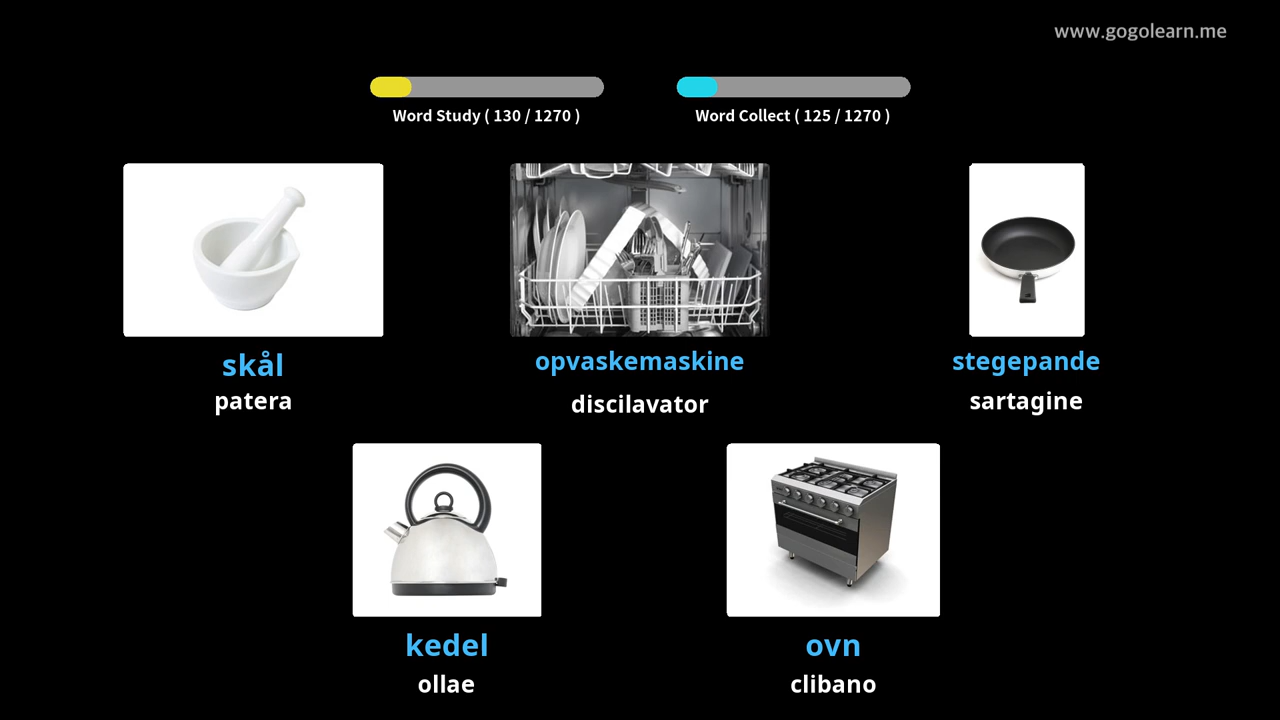 www.gogolearn.me
Word Study ( 130 / 1270 )
Word Collect ( 125 / 1270 )
skål
patera
opvaskemaskine
discilavator
stegepande
sartagine
kedel
ollae
ovn
clibano